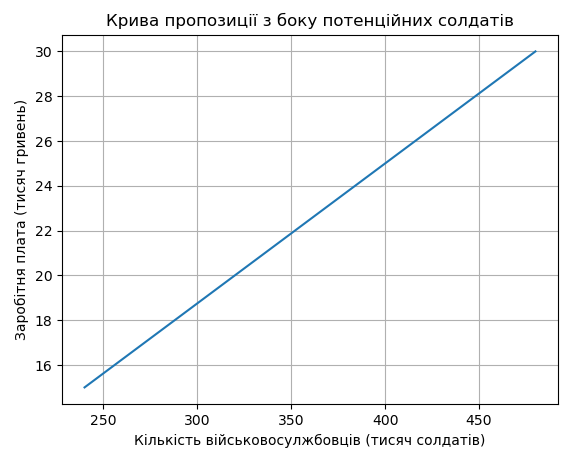 Крива пропозиції з боку потенційних солдатів
Заробітня плата (тисяч гривень)
30
28
26
24
22
20
18
16
250 300 350 400 450
Кількість військовосулжбовців (тисяч солдатів)